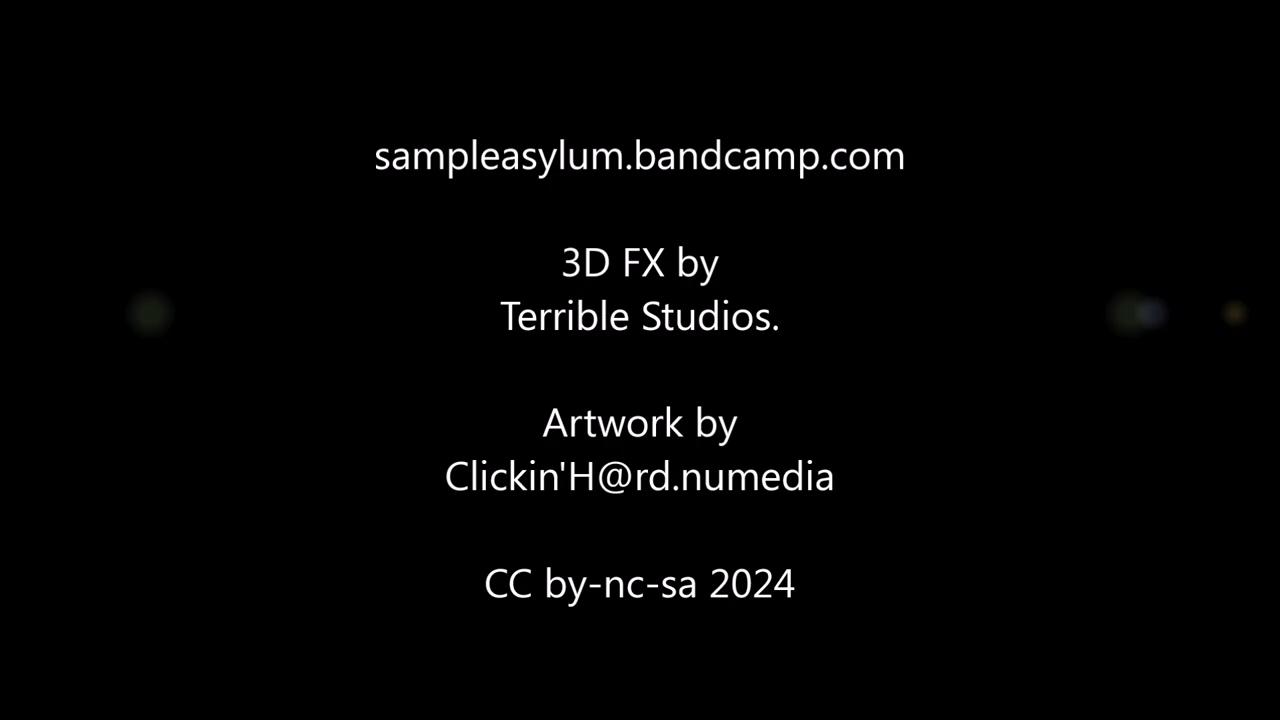 sampleasylum.bandcamp.com
3D FX by
Terrible Studios.
Artwork by
Clickin'H@rd.numedia
CC by-nc-sa 2024